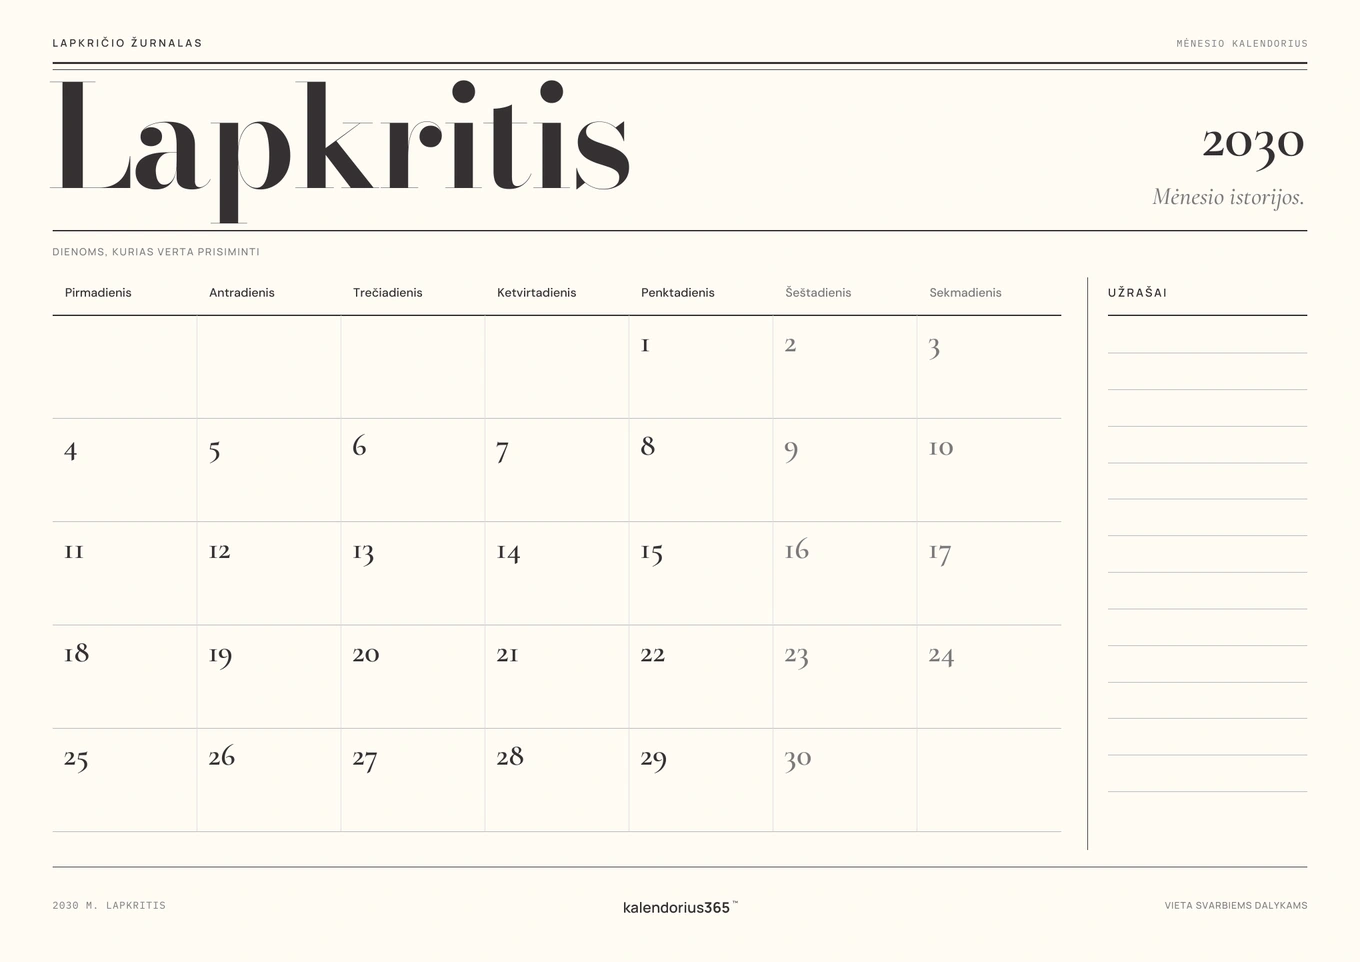 LAPKRIČIO ŽURNALAS
MĖNESIO KALENDORIUS
Lapkritis
2030
Mėnesio istorijos.
DIENOMS, KURIAS VERTA PRISIMINTI
Pirmadienis Antradienis Trečiadienis Ketvirtadienis Penktadienis Šeštadienis Sekmadienis
UŽRAŠAI
1 2 3
4 5 6 7 8 9 10
11 12 13 14 15 16 17
18 19 20 21 22 23 24
25 26 27 28 29 30
2030 M. LAPKRITIS
kalendorius365™
VIETA SVARBIEMS DALYKAMS